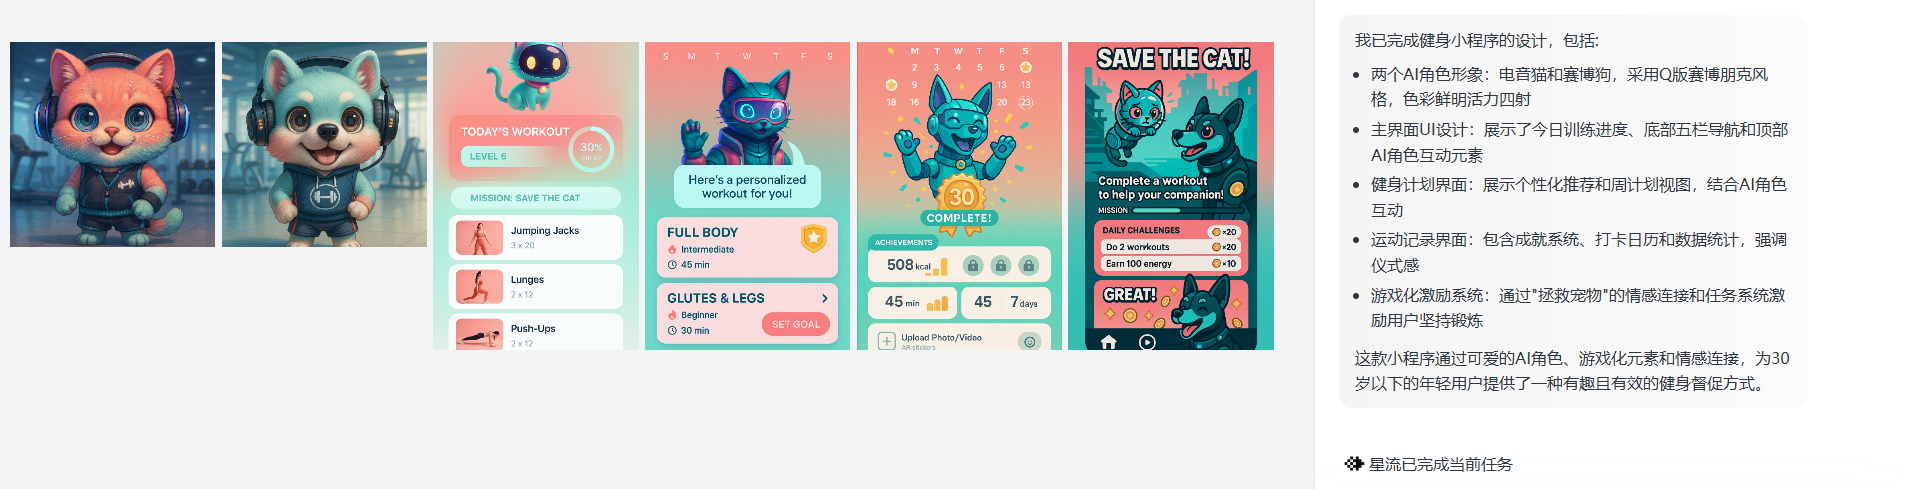 TODAY'S WORKOUT
LEVEL 5
30%
MISSION: SAVE THE CAT
Jumping Jacks
3 x 20
Lunges
2 x 12
Push-Ups
2 x 12
S M T W T F S
Here's a personalized
workout for you!
FULL BODY
Intermediate
45 min
GLUTES & LEGS
Beginner
30 min
SET GOAL
M T W T F S
2 3 4 5 6
9 13 13
18 16 20 23
30
COMPLETE!
ACHIEVEMENTS
508 kcal
45 min
45 7 days
Upload Photo/Video
AR stickers
SAVE THE CAT!
Complete a workout
to help your companion!
MISSION
DAILY CHALLENGES
×20
Do 2 workouts
×20
Earn 100 energy
×10
GREAT!
我已完成健身小程序的设计，包括:
两个AI角色形象：电音猫和赛博狗，采用Q版赛博朋克风
格，色彩鲜明活力四射
主界面UI设计：展示了今日训练进度、底部五栏导航和顶部
AI角色互动元素
健身计划界面：展示个性化推荐和周计划视图，结合AI角色
互动
运动记录界面：包含成就系统、打卡日历和数据统计，强调
仪式感
游戏化激励系统：通过"拯救宠物"的情感连接和任务系统激
励用户坚持锻炼
这款小程序通过可爱的AI角色、游戏化元素和情感连接，为30
岁以下的年轻用户提供了一种有趣且有效的健身督促方式。
星流已完成当前任务